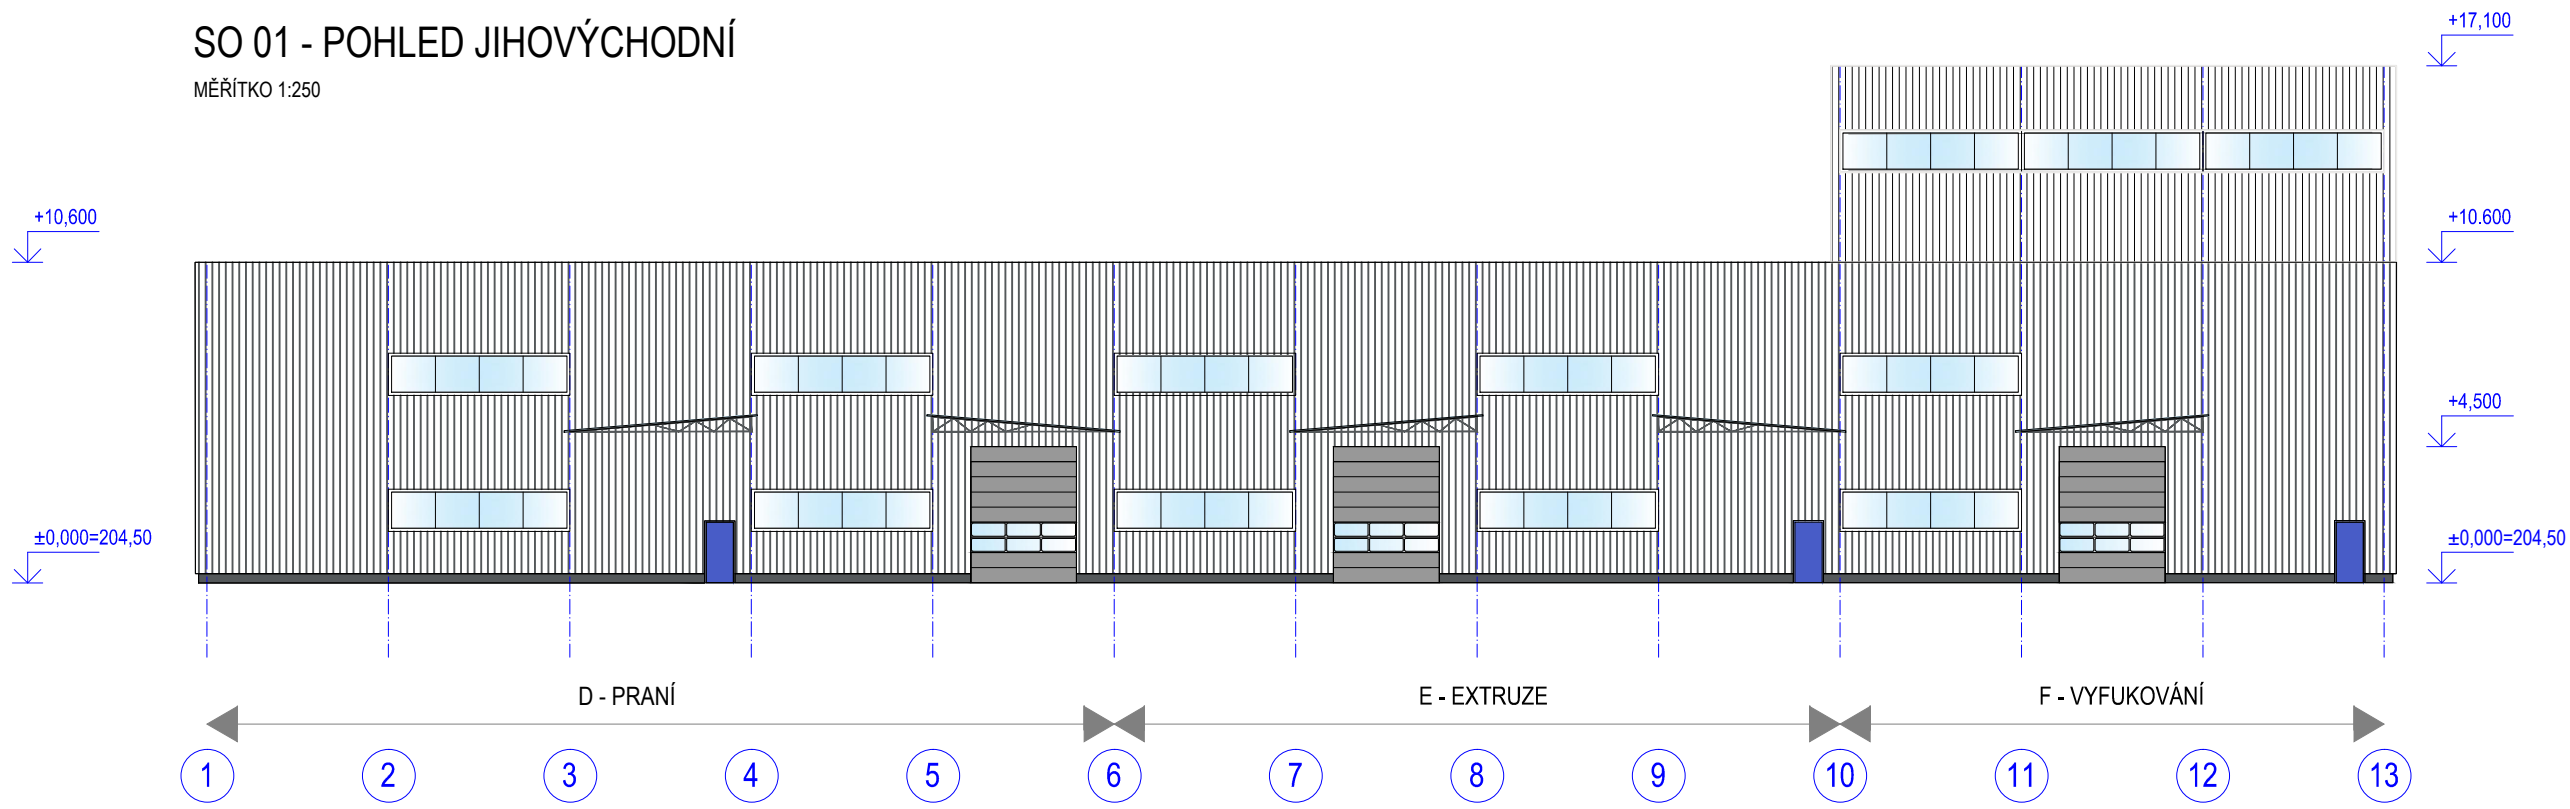 SO 01 - POHLED JIHOVÝCHODNÍ
MĚŘÍTKO 1:250
+17,100
+10,600
+10.600
+4,500
±0,000=204,50
±0,000=204,50
D - PRANÍ
E - EXTRUZE
F - VYFUKOVÁNÍ
1 2 3 4 5 6 7 8 9 10 11 12 13